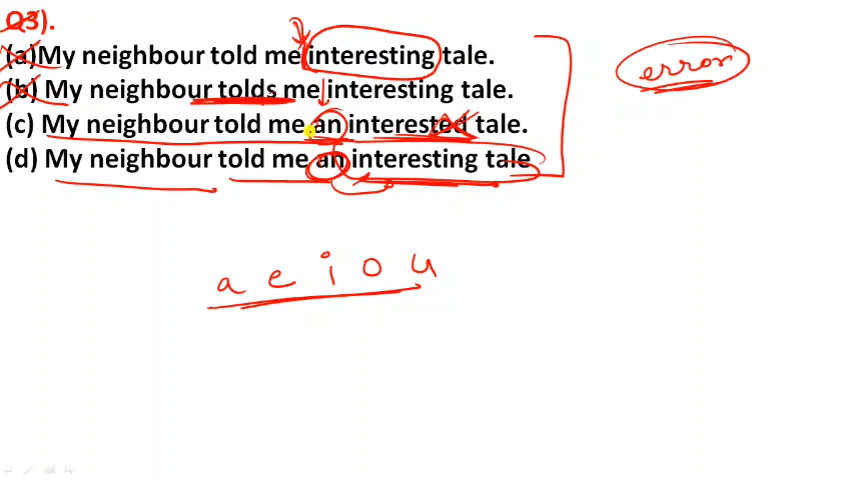 Q3).
(a)My neighbour told me interesting tale.
(b) My neighbour tolds me interesting tale.
(c) My neighbour told me an interested tale.
(d) My neighbour told me an interesting tale
error
a e i o u